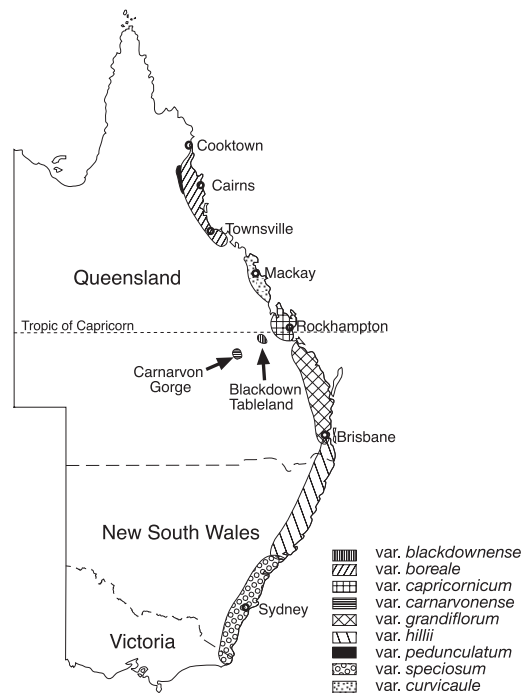 Cooktown
Cairns
Townsville
Queensland
Mackay
Tropic of Capricorn
Rockhampton
Carnarvon
Gorge
Blackdown
Tableland
Brisbane
New South Wales
Sydney
Victoria
var. blackdownense
var. boreale
var. capricornicum
var. carnarvonense
var. grandiflorum
var. hillii
var. pedunculatum
var. speciosum
var. curvicaule